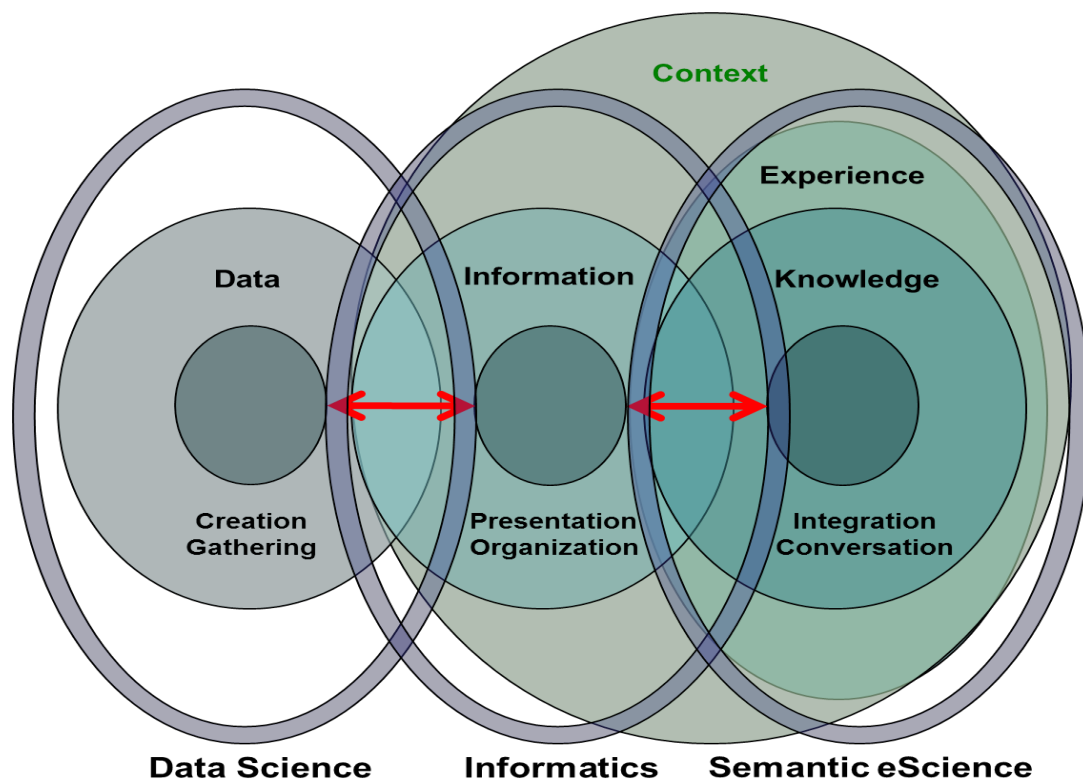 Context
Experience
Data
Information
Knowledge
Creation
Gathering
Presentation
Organization
Integration
Conversation
Data Science
Informatics
Semantic eScience